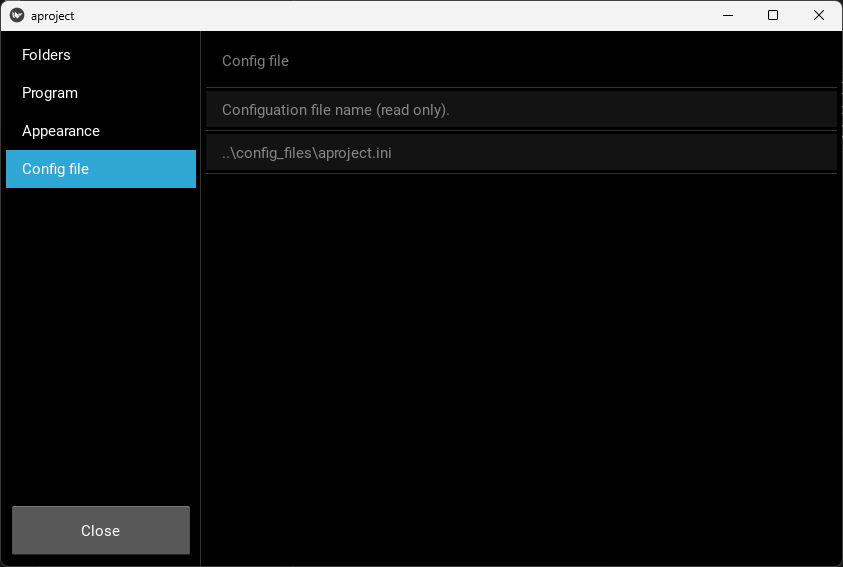 aproject
Folders
Program
Appearance
Config file
Close
Config file
Configuation file name (read only).
..\config_files\aproject.ini